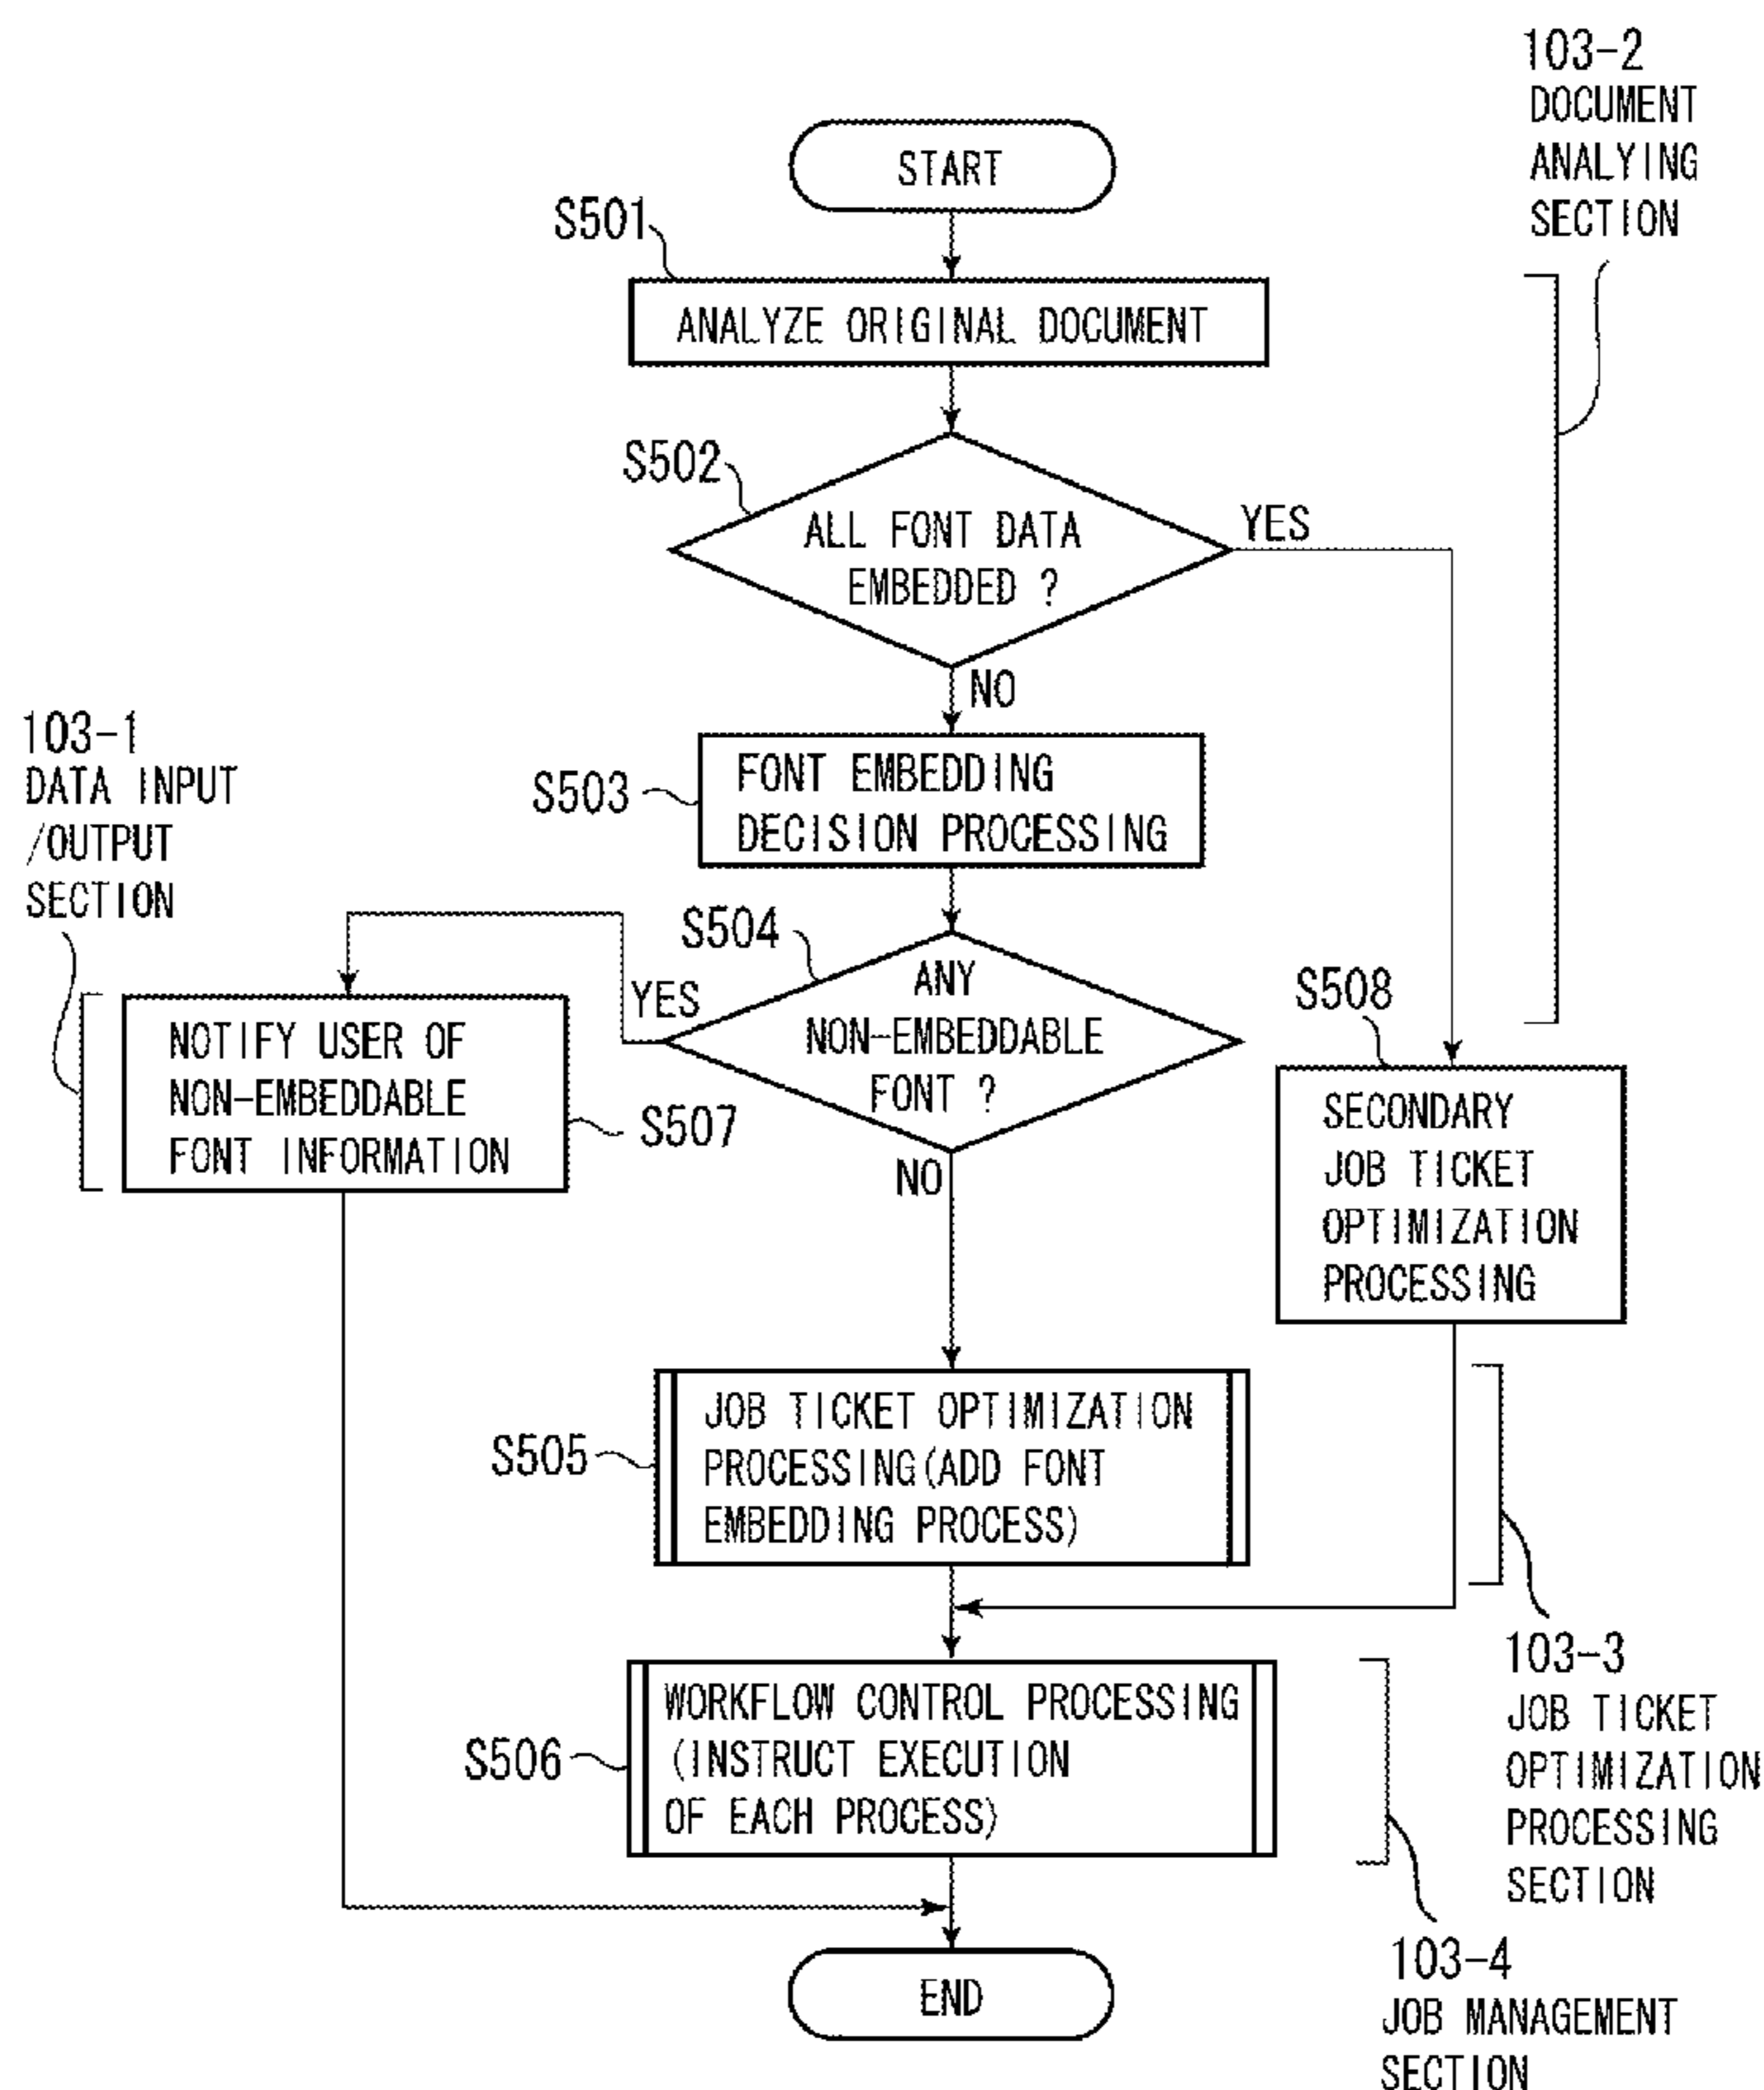 103-2
DOCUMENT
ANALYING
SECTION
START
S501
ANALYZE ORIGINAL DOCUMENT
S502
ALL FONT DATA
EMBEDDED ?
YES
NO
103-1
DATA INPUT
/OUTPUT
SECTION
S503
FONT EMBEDDING
DECISION PROCESSING
S504
ANY
NON-EMBEDDABLE
FONT ?
YES
NO
NOTIFY USER OF
NON-EMBEDDABLE
FONT INFORMATION
S507
S508
SECONDARY
JOB TICKET
OPTIMIZATION
PROCESSING
S505
JOB TICKET OPTIMIZATION
PROCESSING(ADD FONT
EMBEDDING PROCESS)
103-3
JOB TICKET
OPTIMIZATION
PROCESSING
SECTION
S506
WORKFLOW CONTROL PROCESSING
(INSTRUCT EXECUTION
OF EACH PROCESS)
103-4
JOB MANAGEMENT
SECTION
END